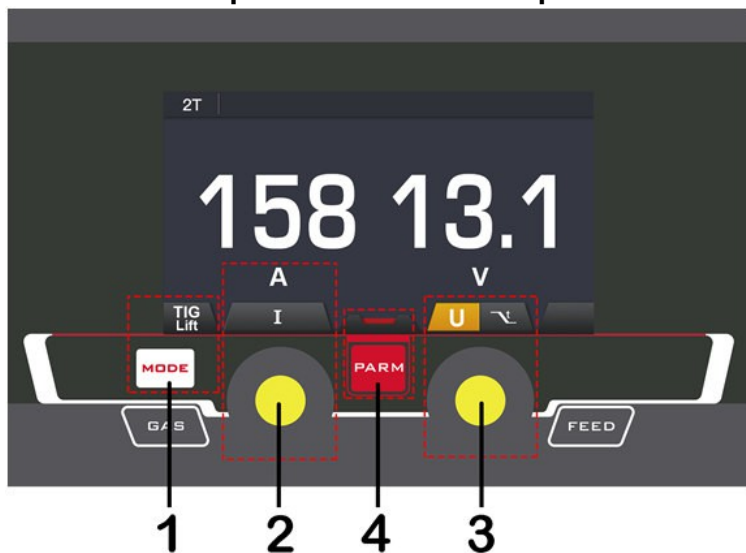 2T
158 13.1
A V
TIG
Lift
I
U
MODE
PARM
GAS
FEED
1 2 4 3